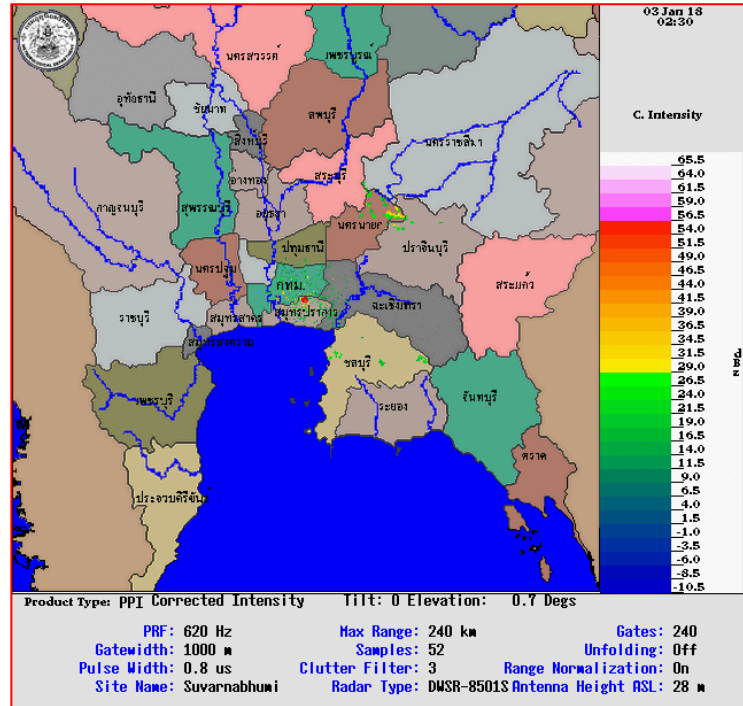 03 Jan 18
02:30
C. Intensity
นครสวรรค์
เพชรบูรณ์
อุทัยธานี
ชัยนาท
ลพบุรี
สิงห์บุรี
นครราชสีมา
สระบุรี
อ่างทอง
กาญจนบุรี
สุพรรณบุรี
อยุธยา
นครนายก
ปทุมธานี
ปราจีนบุรี
นครปฐม
กทม.
สระแก้ว
ฉะเชิงเทรา
ราชบุรี
สมุทรสาคร
สมุทรปราการ
สมุทรสงคราม
ชลบุรี
เพชรบุรี
ระยอง
จันทบุรี
ตราด
ประจวบคีรีขันธ์
65.5
64.0
61.5
59.0
56.5
54.0
51.5
49.0
46.5
44.0
41.5
39.0
36.5
34.0
31.5
29.0
26.5
24.0
21.5
19.0
16.5
14.0
11.5
9.0
6.5
4.0
1.5
-1.0
-3.5
-6.0
-8.5
-10.5
Product Type: PPI Corrected Intensity Tilt: 0 Elevation: 0.7 Degs
PRF: 620 Hz Max Range: 240 km Gates: 240
Gatewidth: 1000 m Samples: 52 Unfolding: Off
Pulse Width: 0.8 us Clutter Filter: 3 Range Normalization: On
Site Name: Suvarnabhumi Radar Type: DWSR-8501S Antenna Height ASL: 28 m